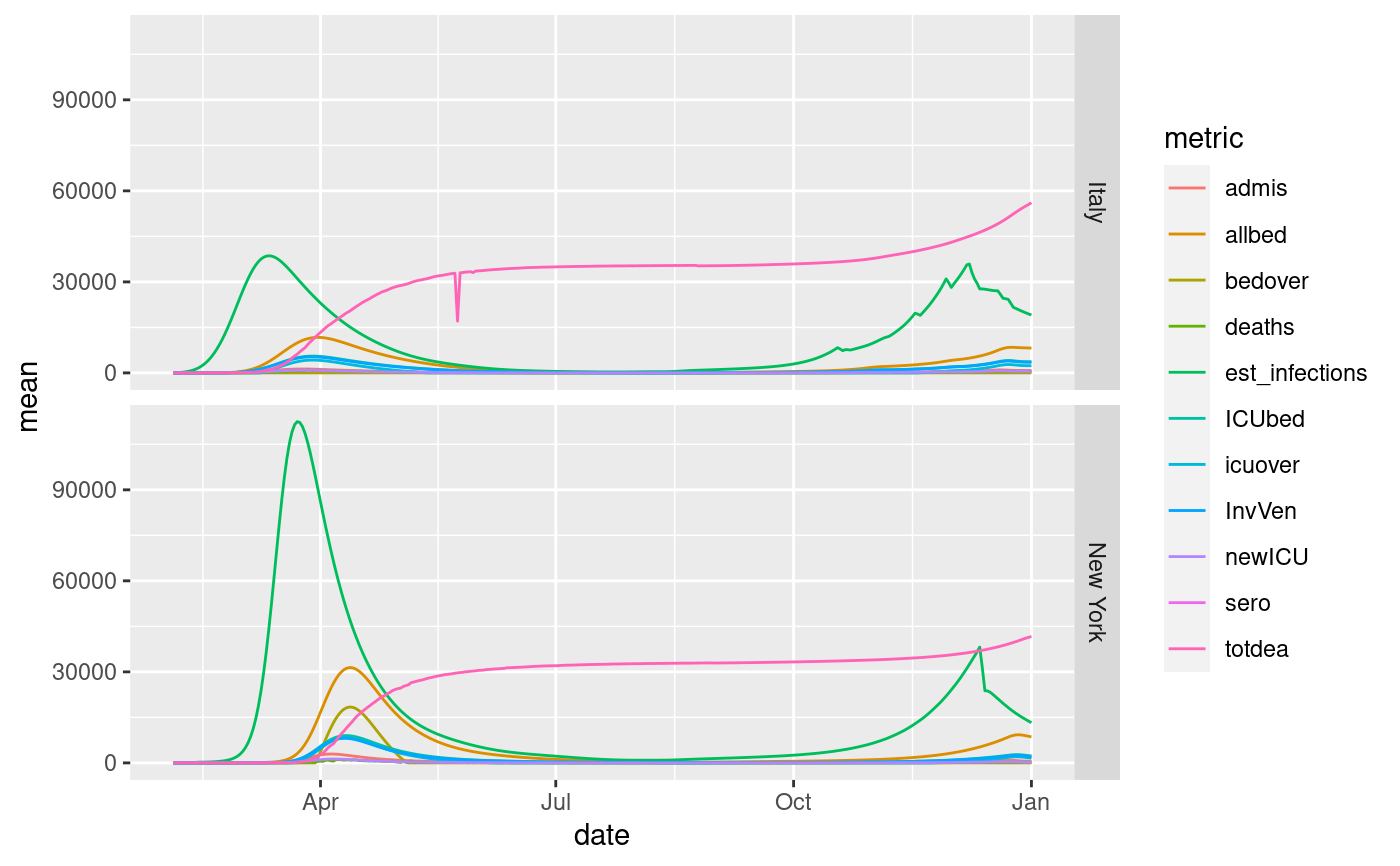 mean
90000
60000
30000
0
Italy
90000
60000
30000
0
New York
Apr
Jul
Oct
Jan
date
metric
admis
allbed
bedover
deaths
est_infections
ICUbed
icuover
InvVen
newICU
sero
totdea